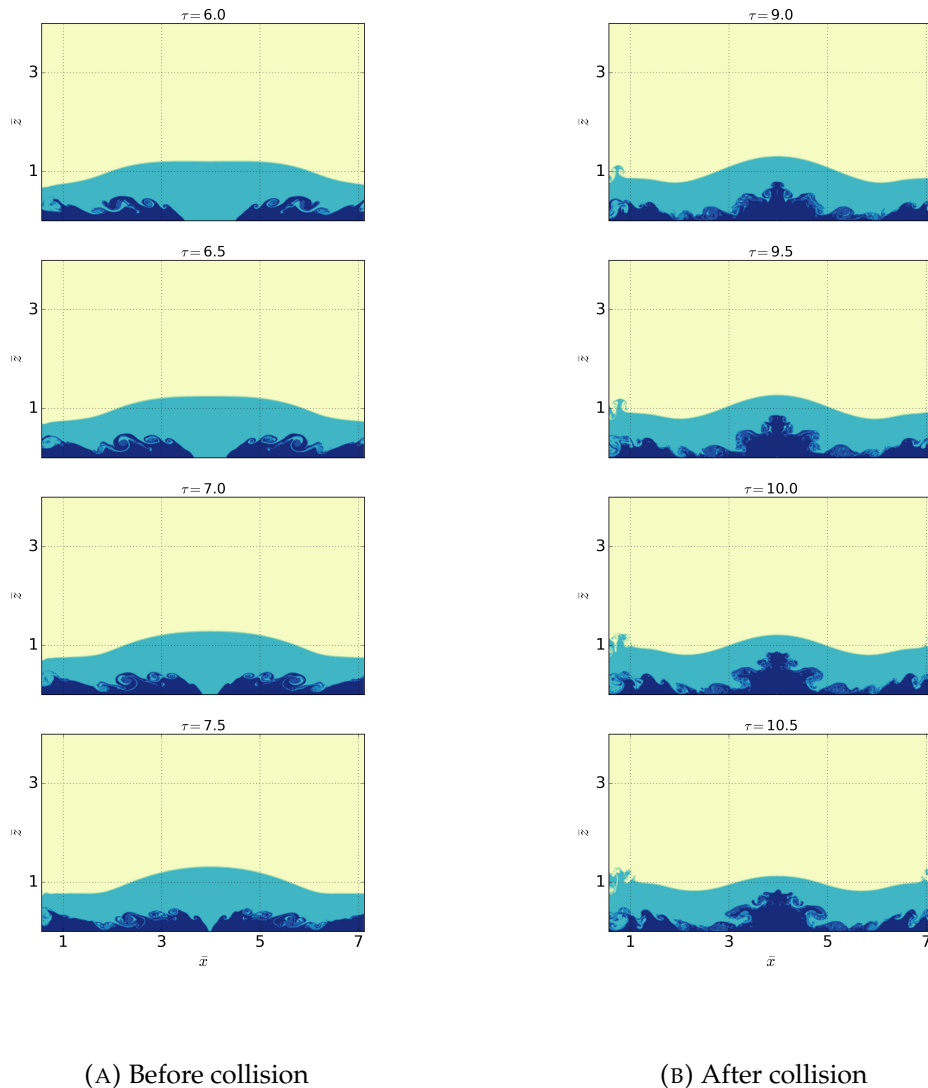 τ = 6.0
3
z̄
1
τ = 6.5
3
z̄
1
τ = 7.0
3
z̄
1
τ = 7.5
3
z̄
1
1 3 5 7
x̄
(A) Before collision
τ = 9.0
3
z̄
1
τ = 9.5
3
z̄
1
τ = 10.0
3
z̄
1
τ = 10.5
3
z̄
1
1 3 5 7
x̄
(B) After collision